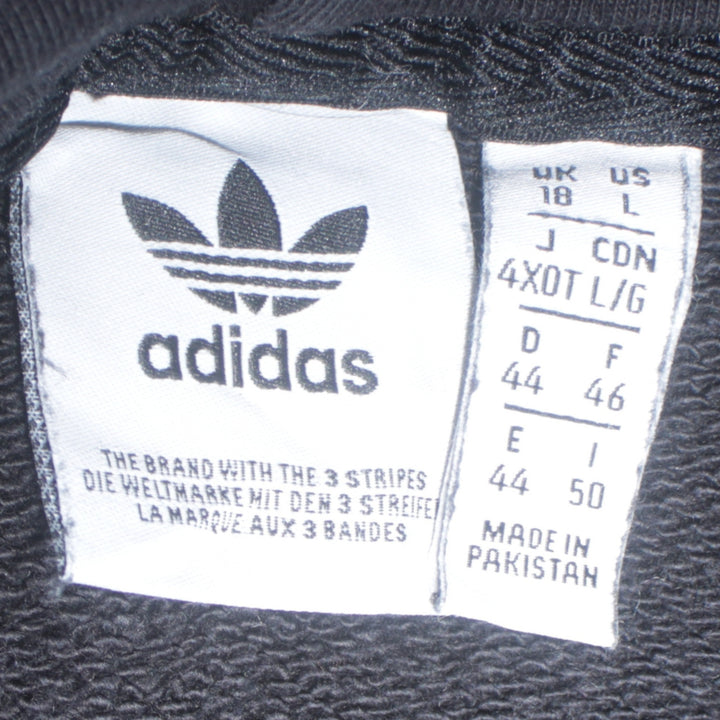 adidas
THE BRAND WITH THE 3 STRIPES
DIE WELTMARKE MIT DEN 3 STREIFEN
LA MARQUE AUX 3 BANDES
UK US
18 L
J CDN
4XOT L/G
D F
44 46
E I
44 50
MADE IN
PAKISTAN